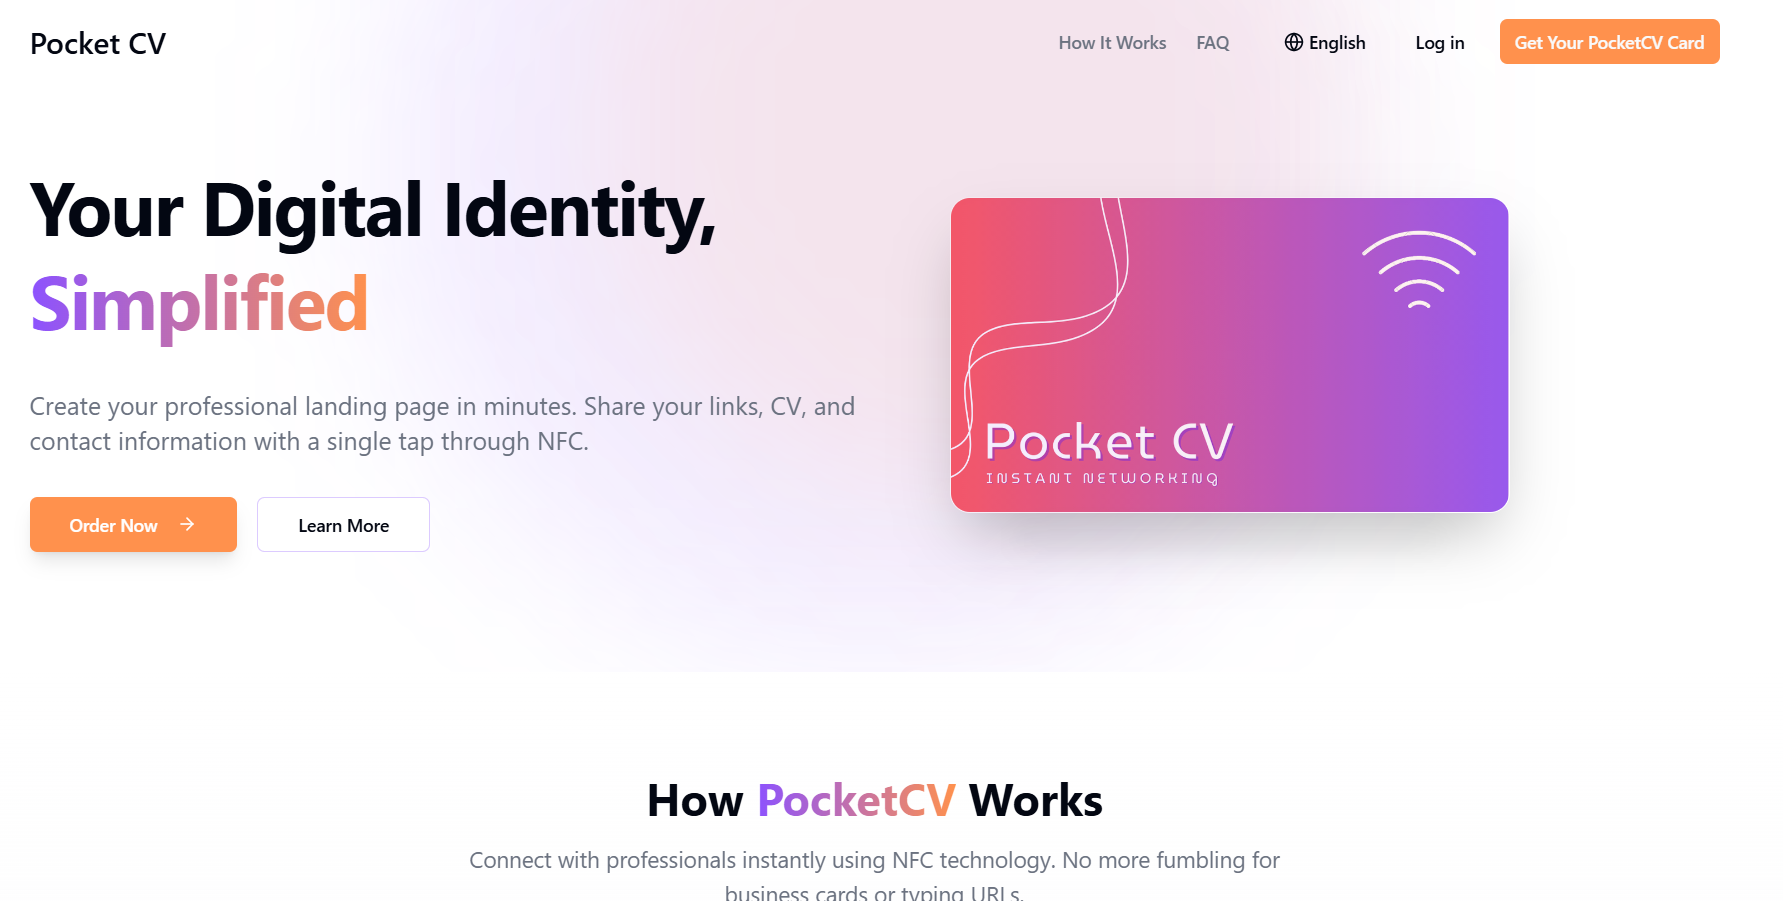 Pocket CV
How It Works
FAQ
English
Log in
Get Your PocketCV Card
Your Digital Identity,
Simplified
Create your professional landing page in minutes. Share your links, CV, and
contact information with a single tap through NFC.
Order Now
Learn More
Pocket CV
INSTANT NETWORKING
How PocketCV Works
Connect with professionals instantly using NFC technology. No more fumbling for
business cards or typing URLs.